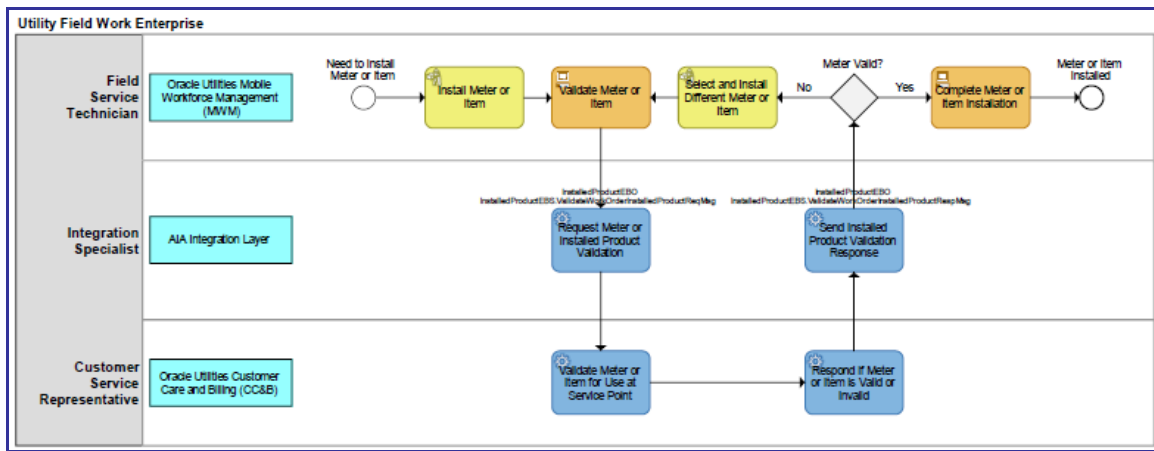 Utility Field Work Enterprise
Field
Service
Technician
Oracle Utilities Mobile
Workforce Management
(MWM)
Need to Install
Meter or Item
Install Meter or
Item
Validate Meter or
Item
Select and Install
Different Meter or
Item
No
Meter Valid?
Yes
Complete Meter or
Item Installation
Meter or Item
Installed
Integration
Specialist
AIA Integration Layer
InstalledProductEBO
InstalledProductEBS.ValidateWorkOrderInstalledProductReqMsg
Request Meter or
Installed Product
Validation
InstalledProductEBO
InstalledProductEBS.ValidateWorkOrderInstalledProductRespMsg
Send Installed
Product Validation
Response
Customer
Service
Representative
Oracle Utilities Customer
Care and Billing (CC&B)
Validate Meter or
Item for Use at
Service Point
Respond if Meter
or Item is Valid or
Invalid